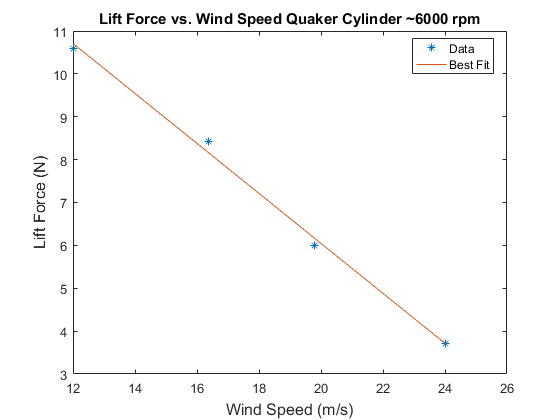 Lift Force vs. Wind Speed Quaker Cylinder ~6000 rpm
Data
Best Fit
Lift Force (N)
11
10
9
8
7
6
5
4
3
12 14 16 18 20 22 24 26
Wind Speed (m/s)